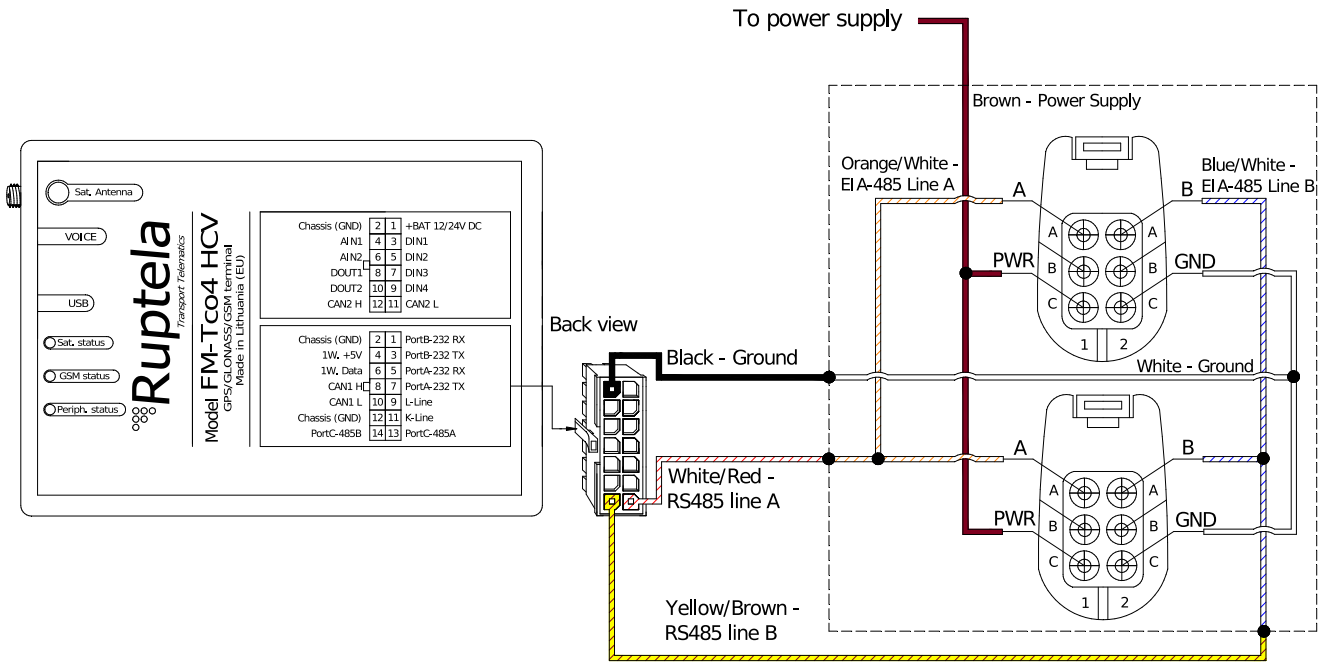 To power supply
Brown - Power Supply
Orange/White -
EIA-485 Line A
Blue/White -
EIA-485 Line B
A
B
A
A
PWR
B
B
GND
C
C
1
2
Sat. Antenna
VOICE
USB
Sat. status
GSM status
Periph. status
Ruptela
Transport Telematics
Model FM-Tco4 HCV
GPS/GLONASS/GSM terminal
Made in Lithuania (EU)
Chassis (GND) 2 1 +BAT 12/24V DC
AIN1 4 3 DIN1
AIN2 6 5 DIN2
DOUT1 8 7 DIN3
DOUT2 10 9 DIN4
CAN2 H 12 11 CAN2 L
Chassis (GND) 2 1 PortB-232 RX
1W. +5V 4 3 PortB-232 TX
1W. Data 6 5 PortA-232 RX
CAN1 H 8 7 PortA-232 TX
CAN1 L 10 9 L-Line
Chassis (GND) 12 11 K-Line
PortC-485B 14 13 PortC-485A
Back view
Black - Ground
White - Ground
White/Red -
RS485 line A
A
B
A
A
PWR
B
B
GND
C
C
1
2
Yellow/Brown -
RS485 line B